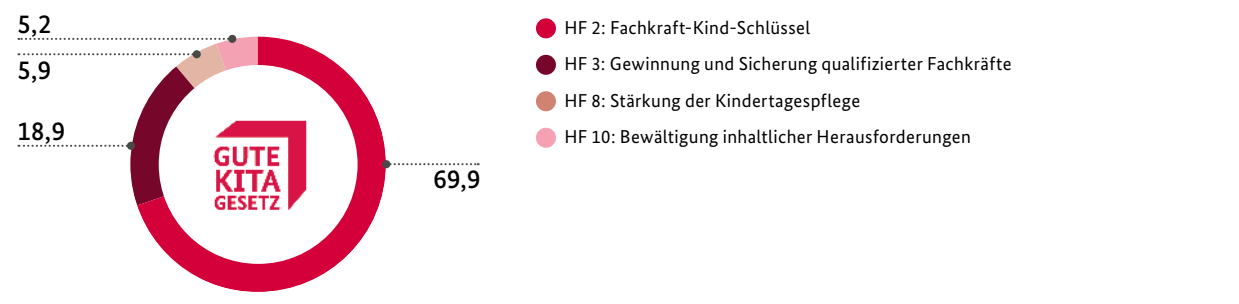 5,2
5,9
18,9
69,9
GUTE
KITA
GESETZ
HF 2: Fachkraft-Kind-Schlüssel
HF 3: Gewinnung und Sicherung qualifizierter Fachkräfte
HF 8: Stärkung der Kindertagespflege
HF 10: Bewältigung inhaltlicher Herausforderungen